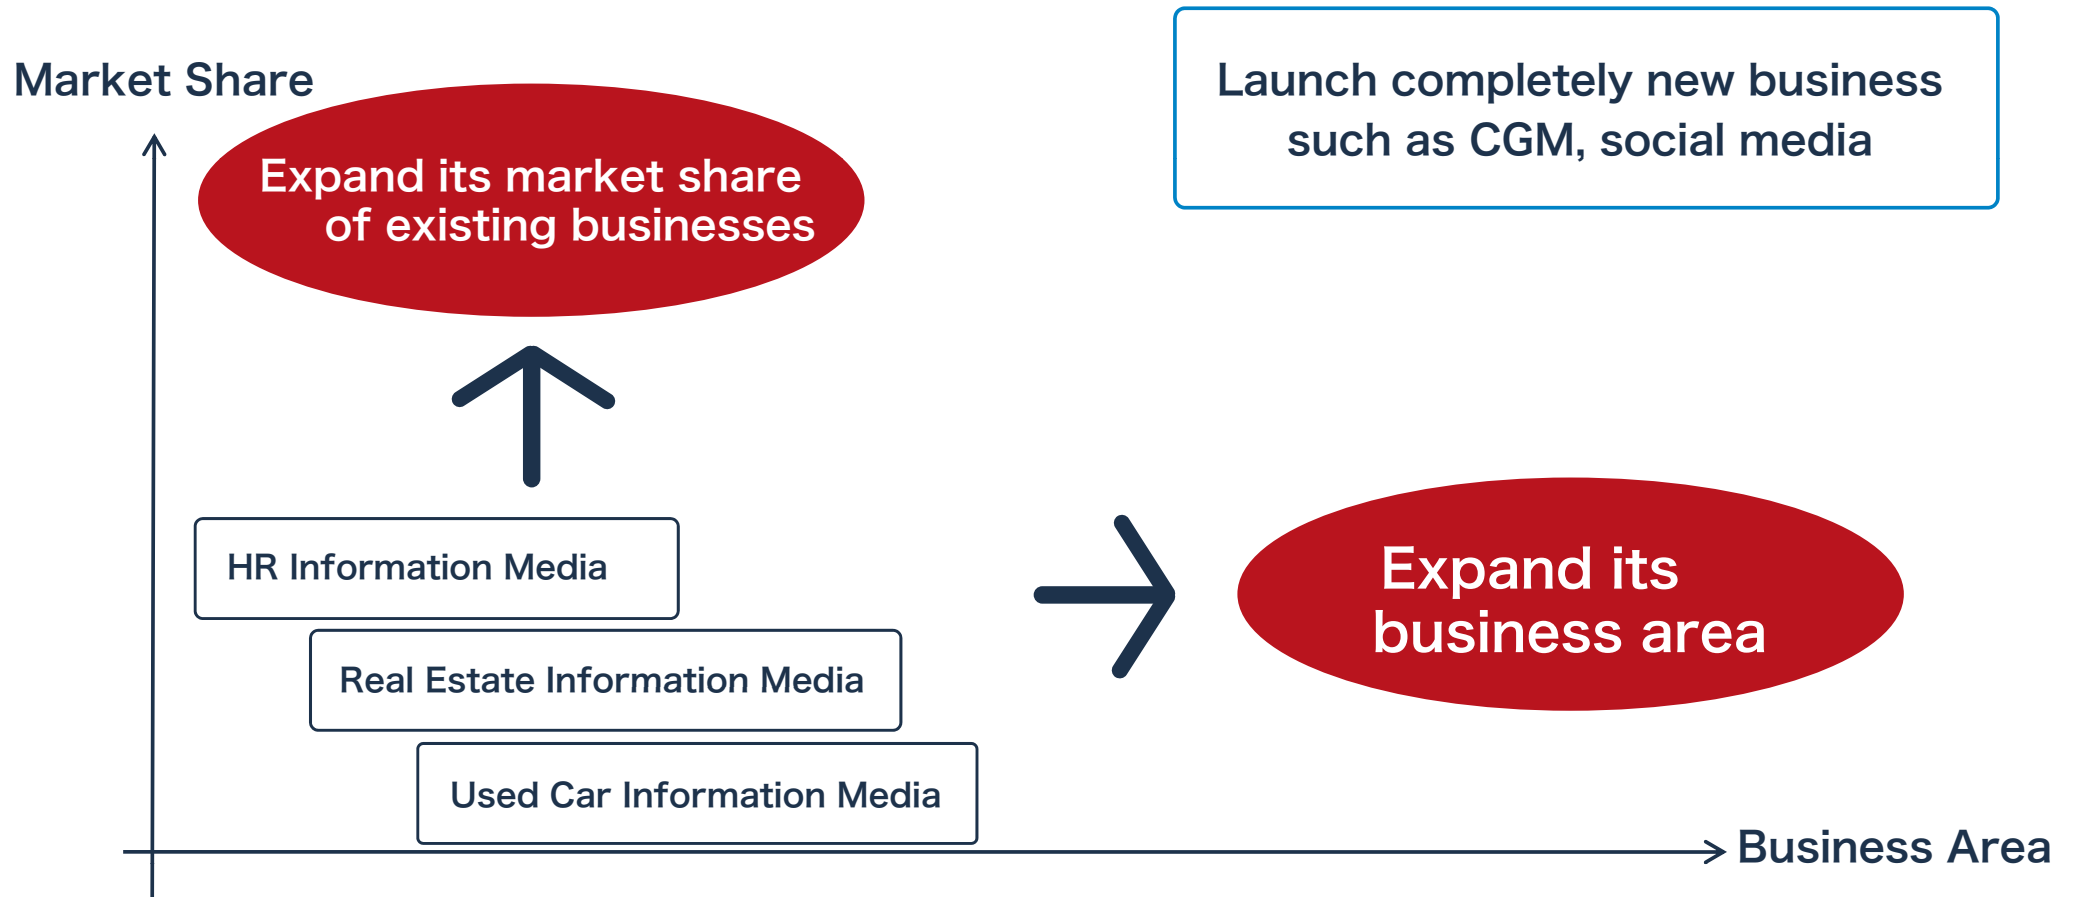 Market Share
Launch completely new business
such as CGM, social media
Expand its market share
of existing businesses
HR Information Media
Real Estate Information Media
Used Car Information Media
Expand its
business area
Business Area